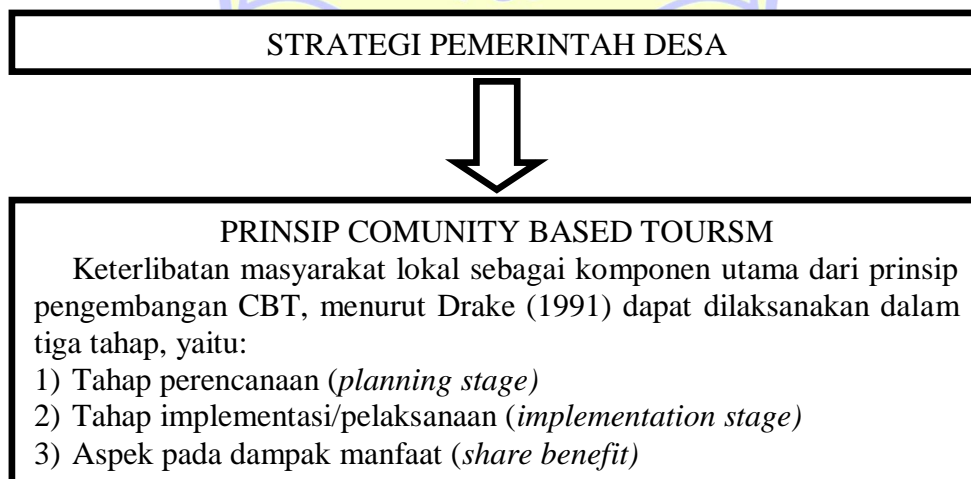 STRATEGI PEMERINTAH DESA
PRINSIP COMUNITY BASED TOURSM
Keterlibatan masyarakat lokal sebagai komponen utama dari prinsip
pengembangan CBT, menurut Drake (1991) dapat dilaksanakan dalam
tiga tahap, yaitu:
1) Tahap perencanaan (planning stage)
2) Tahap implementasi/pelaksanaan (implementation stage)
3) Aspek pada dampak manfaat (share benefit)